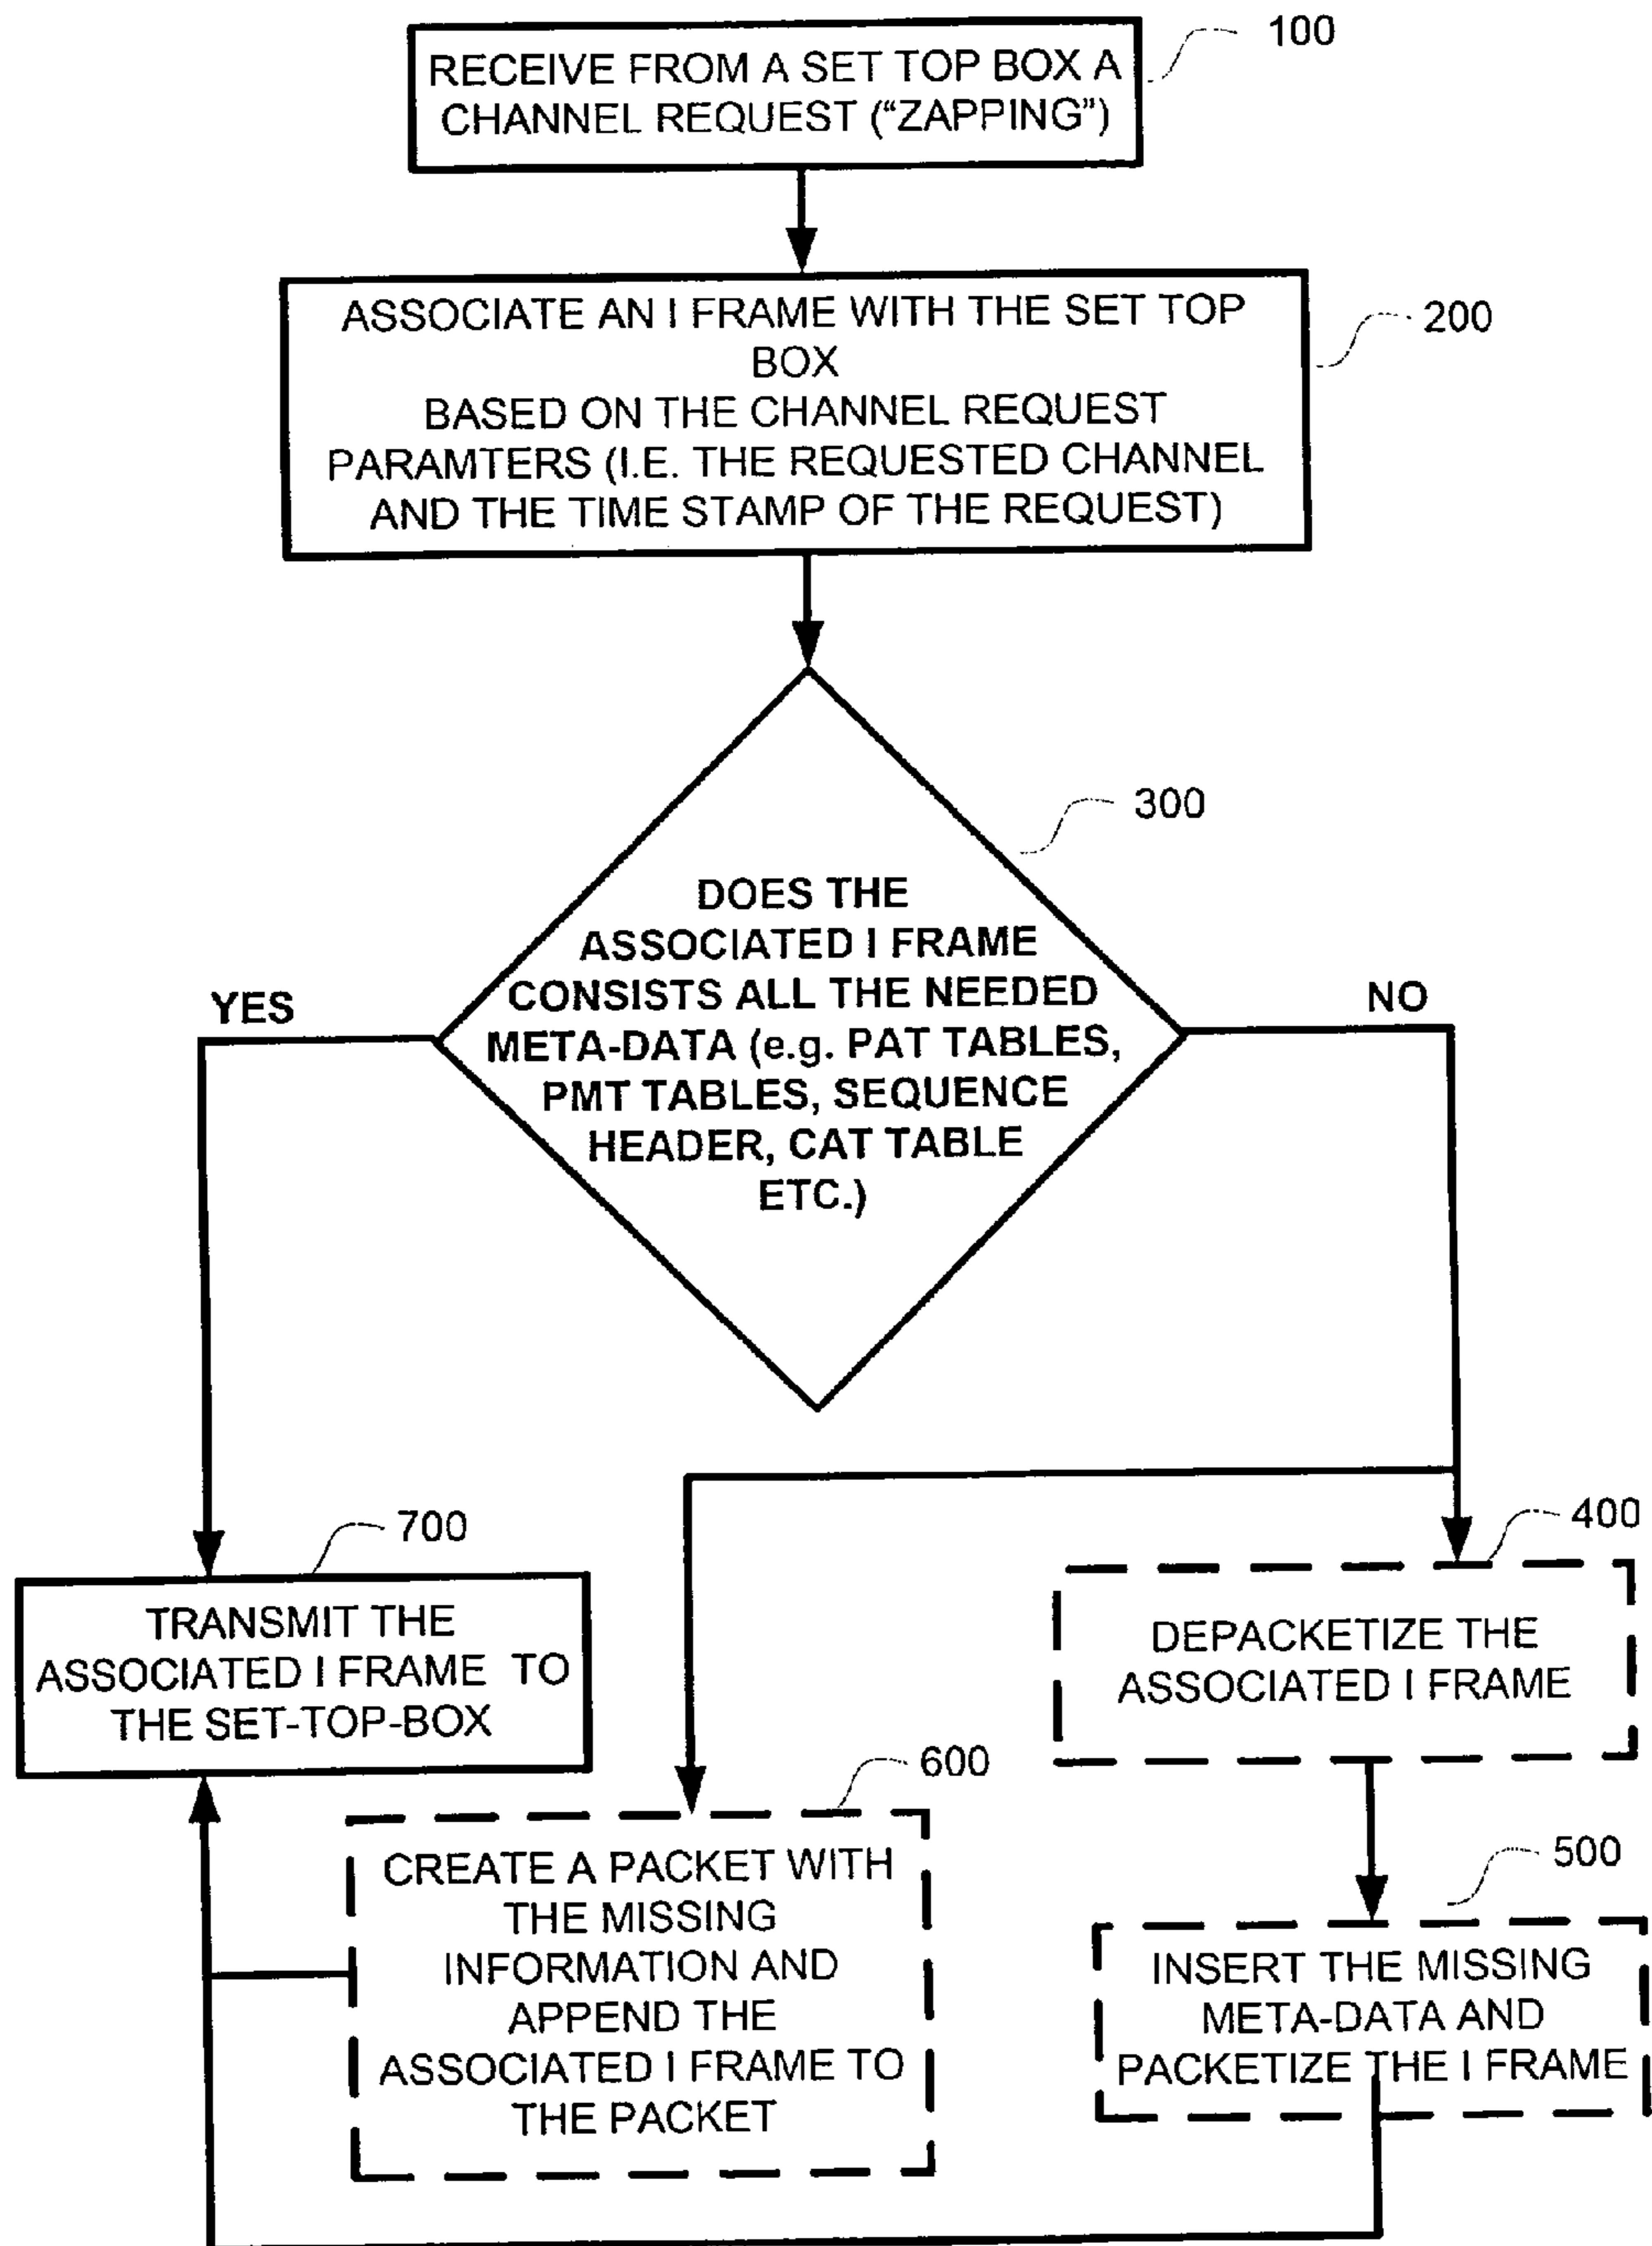 100
RECEIVE FROM A SET TOP BOX A
CHANNEL REQUEST (“ZAPPING”)
200
ASSOCIATE AN I FRAME WITH THE SET TOP
BOX
BASED ON THE CHANNEL REQUEST
PARAMTERS (I.E. THE REQUESTED CHANNEL
AND THE TIME STAMP OF THE REQUEST)
300
DOES THE
ASSOCIATED I FRAME
CONSISTS ALL THE NEEDED
META-DATA (e.g. PAT TABLES,
PMT TABLES, SEQUENCE
HEADER, CAT TABLE
ETC.)
YES
NO
700
TRANSMIT THE
ASSOCIATED I FRAME TO
THE SET-TOP-BOX
400
DEPACKETIZE THE
ASSOCIATED I FRAME
600
CREATE A PACKET WITH
THE MISSING
INFORMATION AND
APPEND THE
ASSOCIATED I FRAME TO
THE PACKET
500
INSERT THE MISSING
META-DATA AND
PACKETIZE THE I FRAME